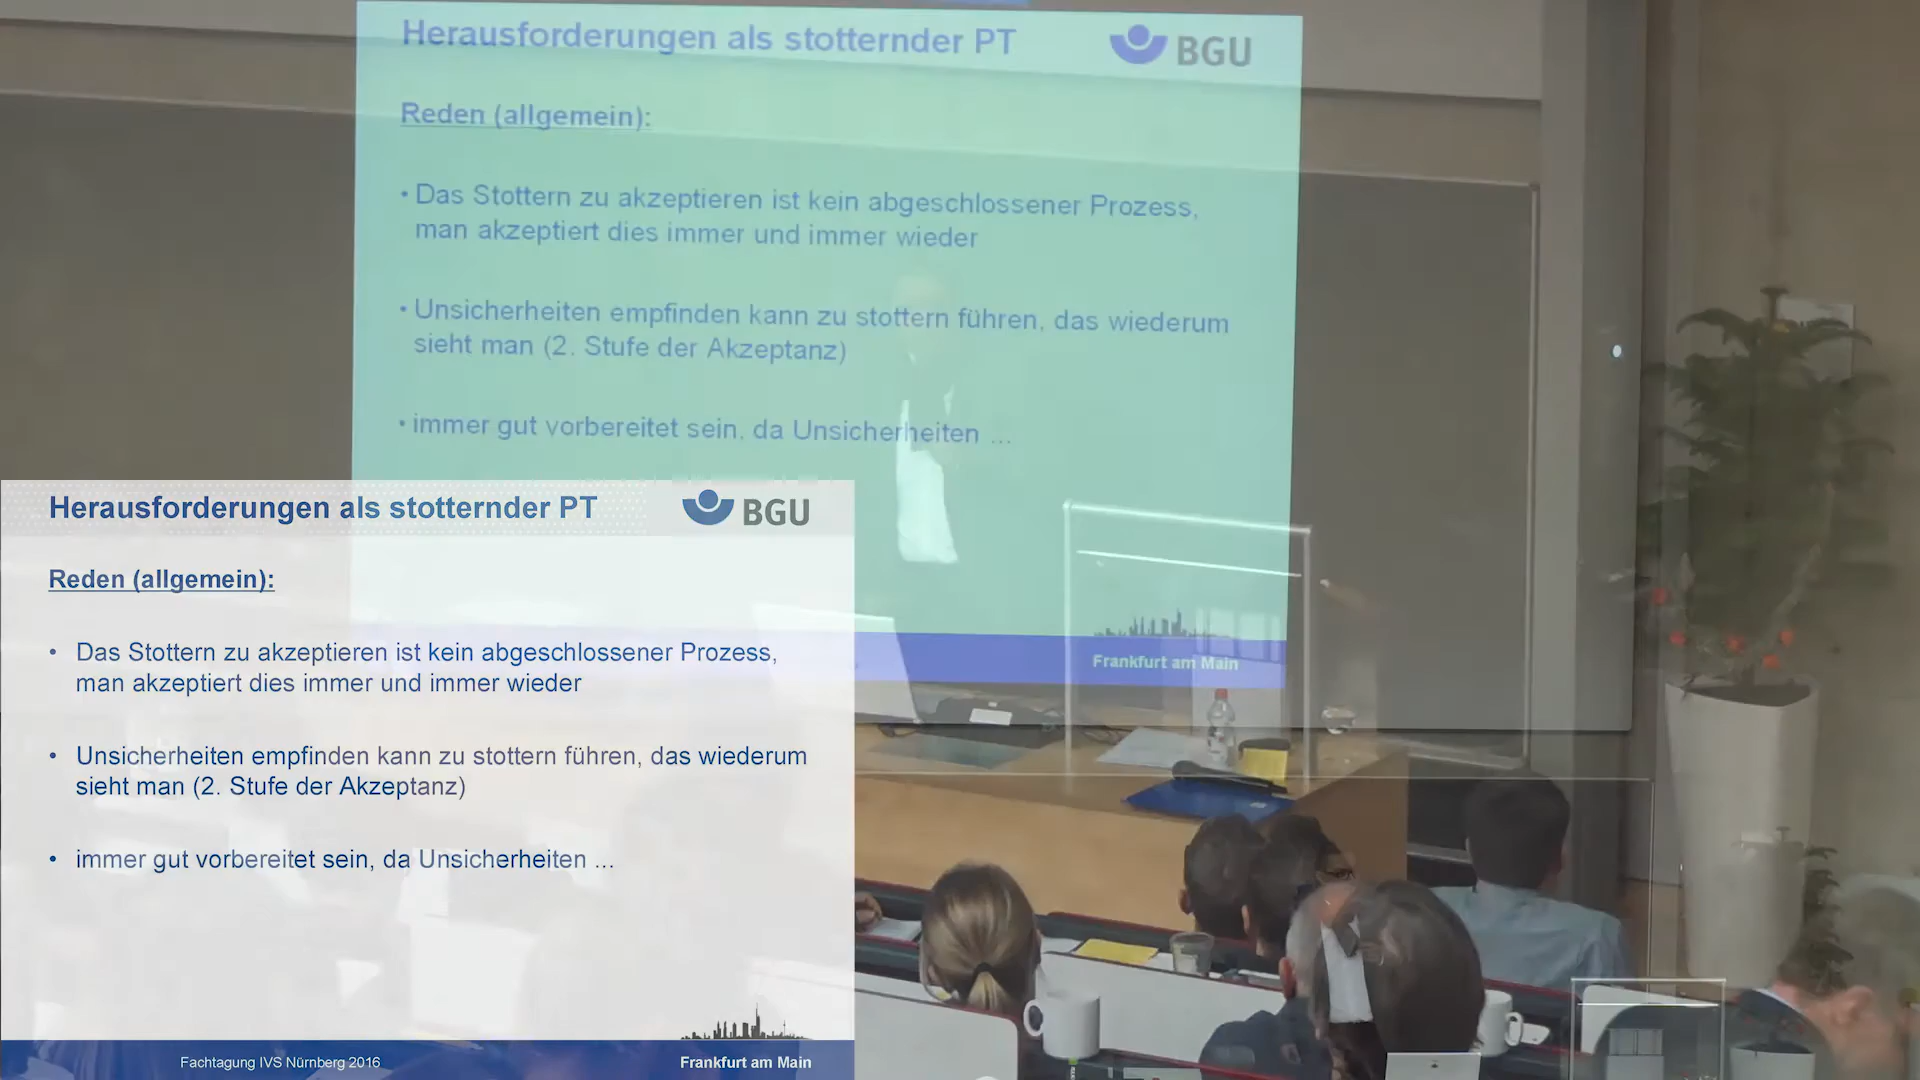 Herausforderungen als stotternder PT
BGU
Reden (allgemein):
• Das Stottern zu akzeptieren ist kein abgeschlossener Prozess,
man akzeptiert dies immer und immer wieder
• Unsicherheiten empfinden kann zu stottern führen, das wiederum
sieht man (2. Stufe der Akzeptanz)
• immer gut vorbereitet sein, da Unsicherheiten ...
Frankfurt am Main
Herausforderungen als stotternder PT
BGU
Reden (allgemein):
• Das Stottern zu akzeptieren ist kein abgeschlossener Prozess,
man akzeptiert dies immer und immer wieder
• Unsicherheiten empfinden kann zu stottern führen, das wiederum
sieht man (2. Stufe der Akzeptanz)
• immer gut vorbereitet sein, da Unsicherheiten ...
Fachtagung IVS Nürnberg 2016
Frankfurt am Main